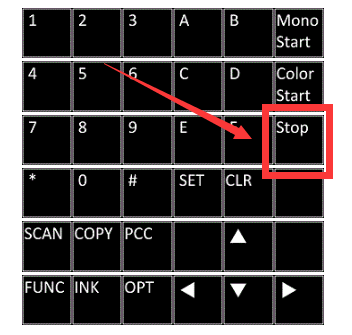 1 2 3 A B Mono Start
4 5 6 C D Color Start
7 8 9 E F Stop
* 0 # SET CLR
SCAN COPY PCC
FUNC INK OPT